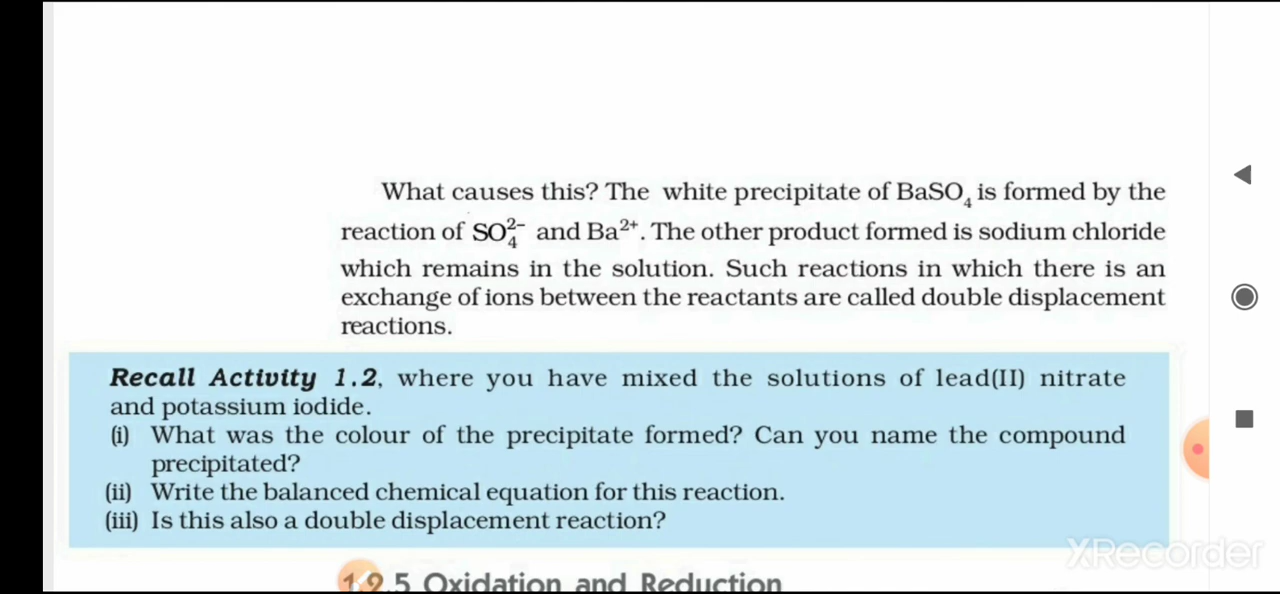 What causes this? The white precipitate of BaSO₄ is formed by the
reaction of SO₄²⁻ and Ba²⁺. The other product formed is sodium chloride
which remains in the solution. Such reactions in which there is an
exchange of ions between the reactants are called double displacement
reactions.
Recall Activity 1.2, where you have mixed the solutions of lead(II) nitrate
and potassium iodide.
(i) What was the colour of the precipitate formed? Can you name the compound
precipitated?
(ii) Write the balanced chemical equation for this reaction.
(iii) Is this also a double displacement reaction?
XRecorder
1.2.5 Oxidation and Reduction